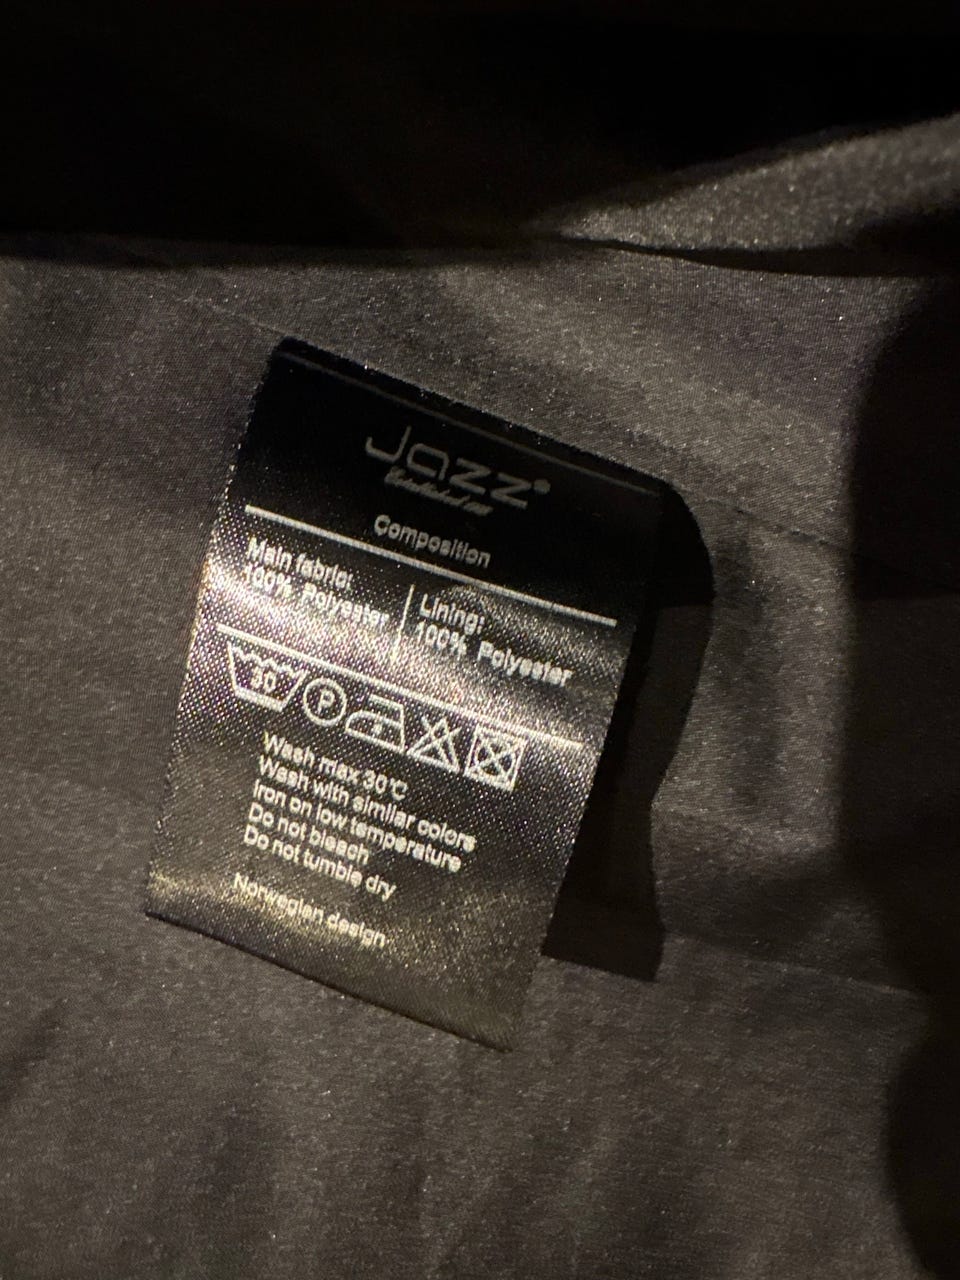 Jazz®
Composition
Main fabric:
100% Polyester
Lining:
100% Polyester
30
P
Wash max 30°C
Wash with similar colors
Iron on low temperature
Do not bleach
Do not tumble dry
Norwegian design